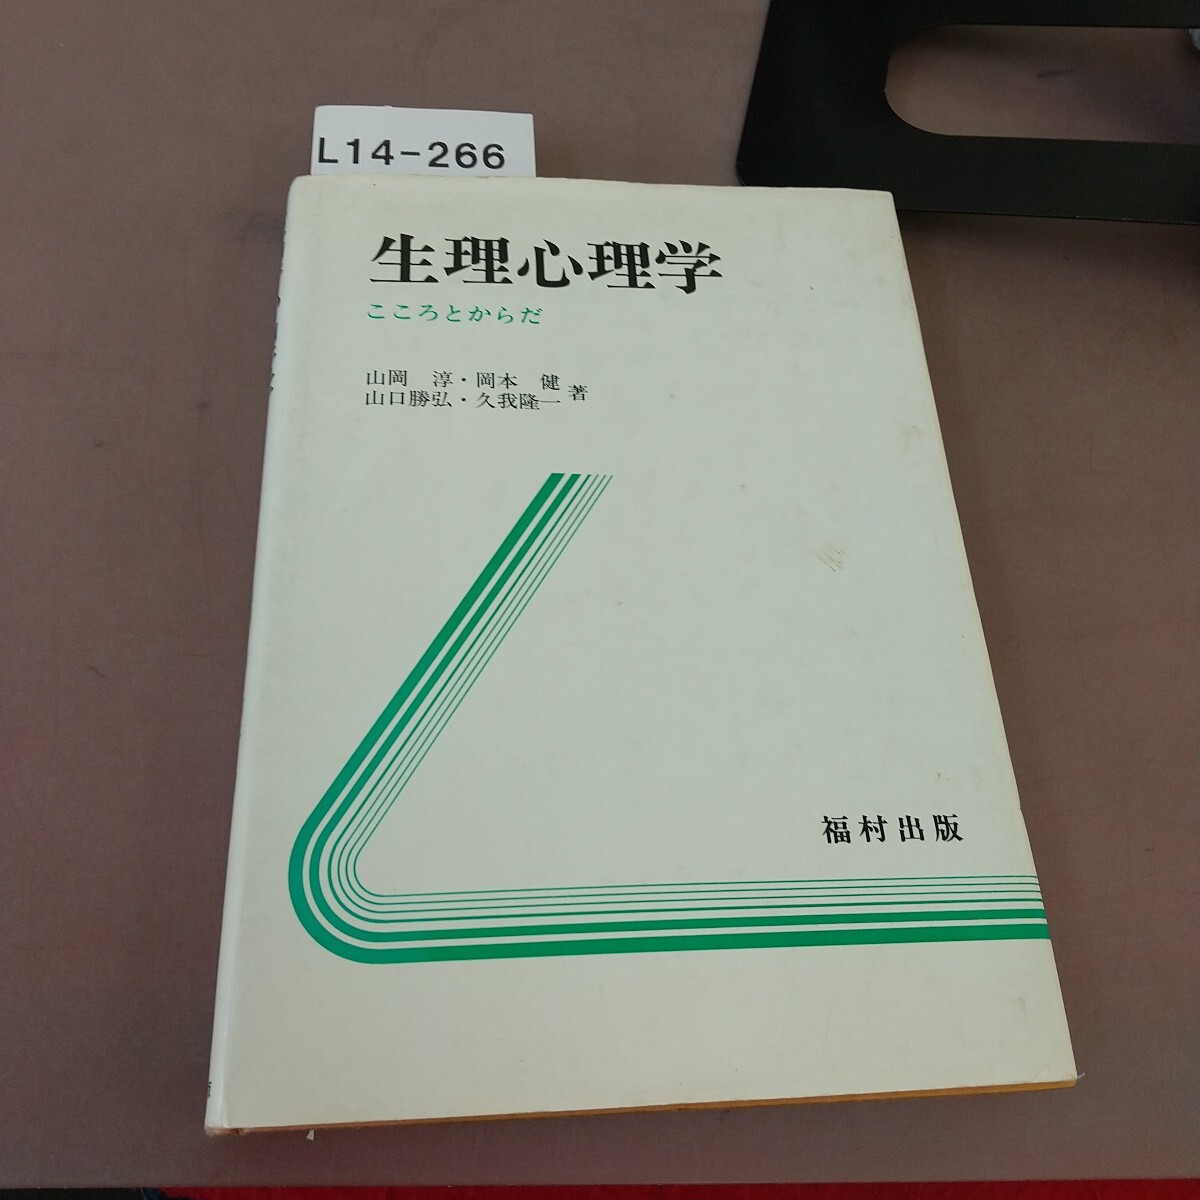 L14-266
生理心理学
こころとからだ
山岡 淳・岡本 健
山口勝弘・久我隆一 著
福村出版